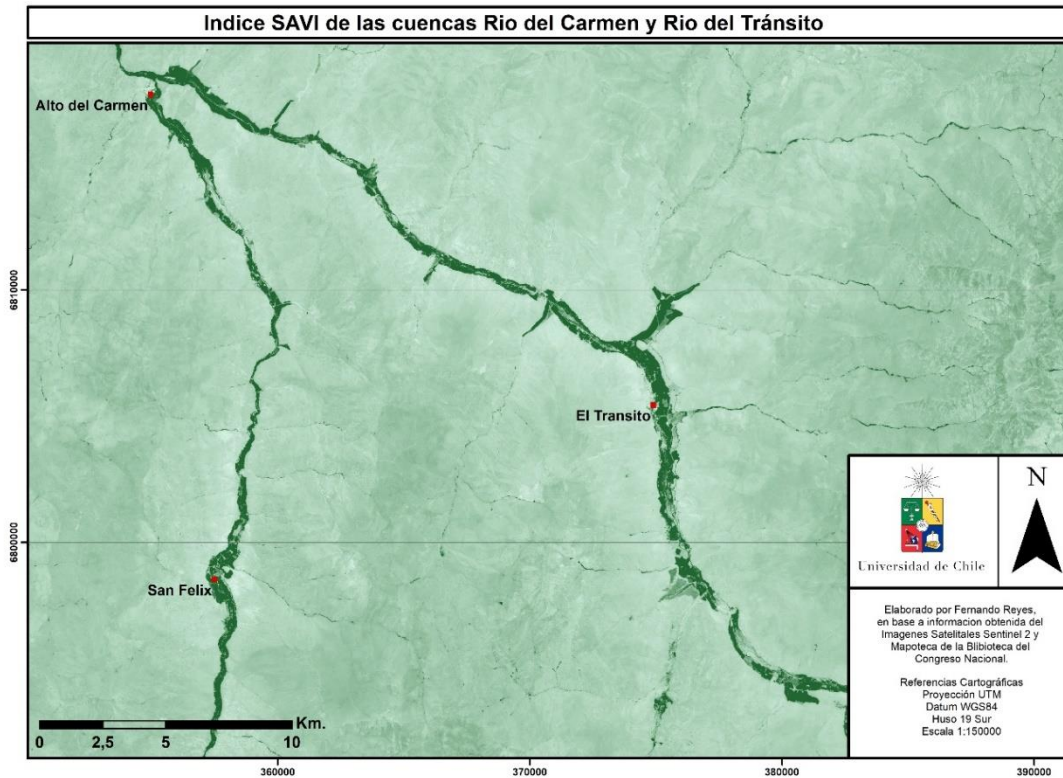 Indice SAVI de las cuencas Rio del Carmen y Rio del Tránsito
Alto del Carmen
6810000
El Transito
6800000
San Felix
Km.
0 2,5 5 10
360000 370000 380000 390000
N
Universidad de Chile
Elaborado por Fernando Reyes,
en base a informacion obtenida del
Imagenes Satelitales Sentinel 2 y
Mapoteca de la Blibioteca del
Congreso Nacional.
Referencias Cartográficas
Proyección UTM
Datum WGS84
Huso 19 Sur
Escala 1:150000